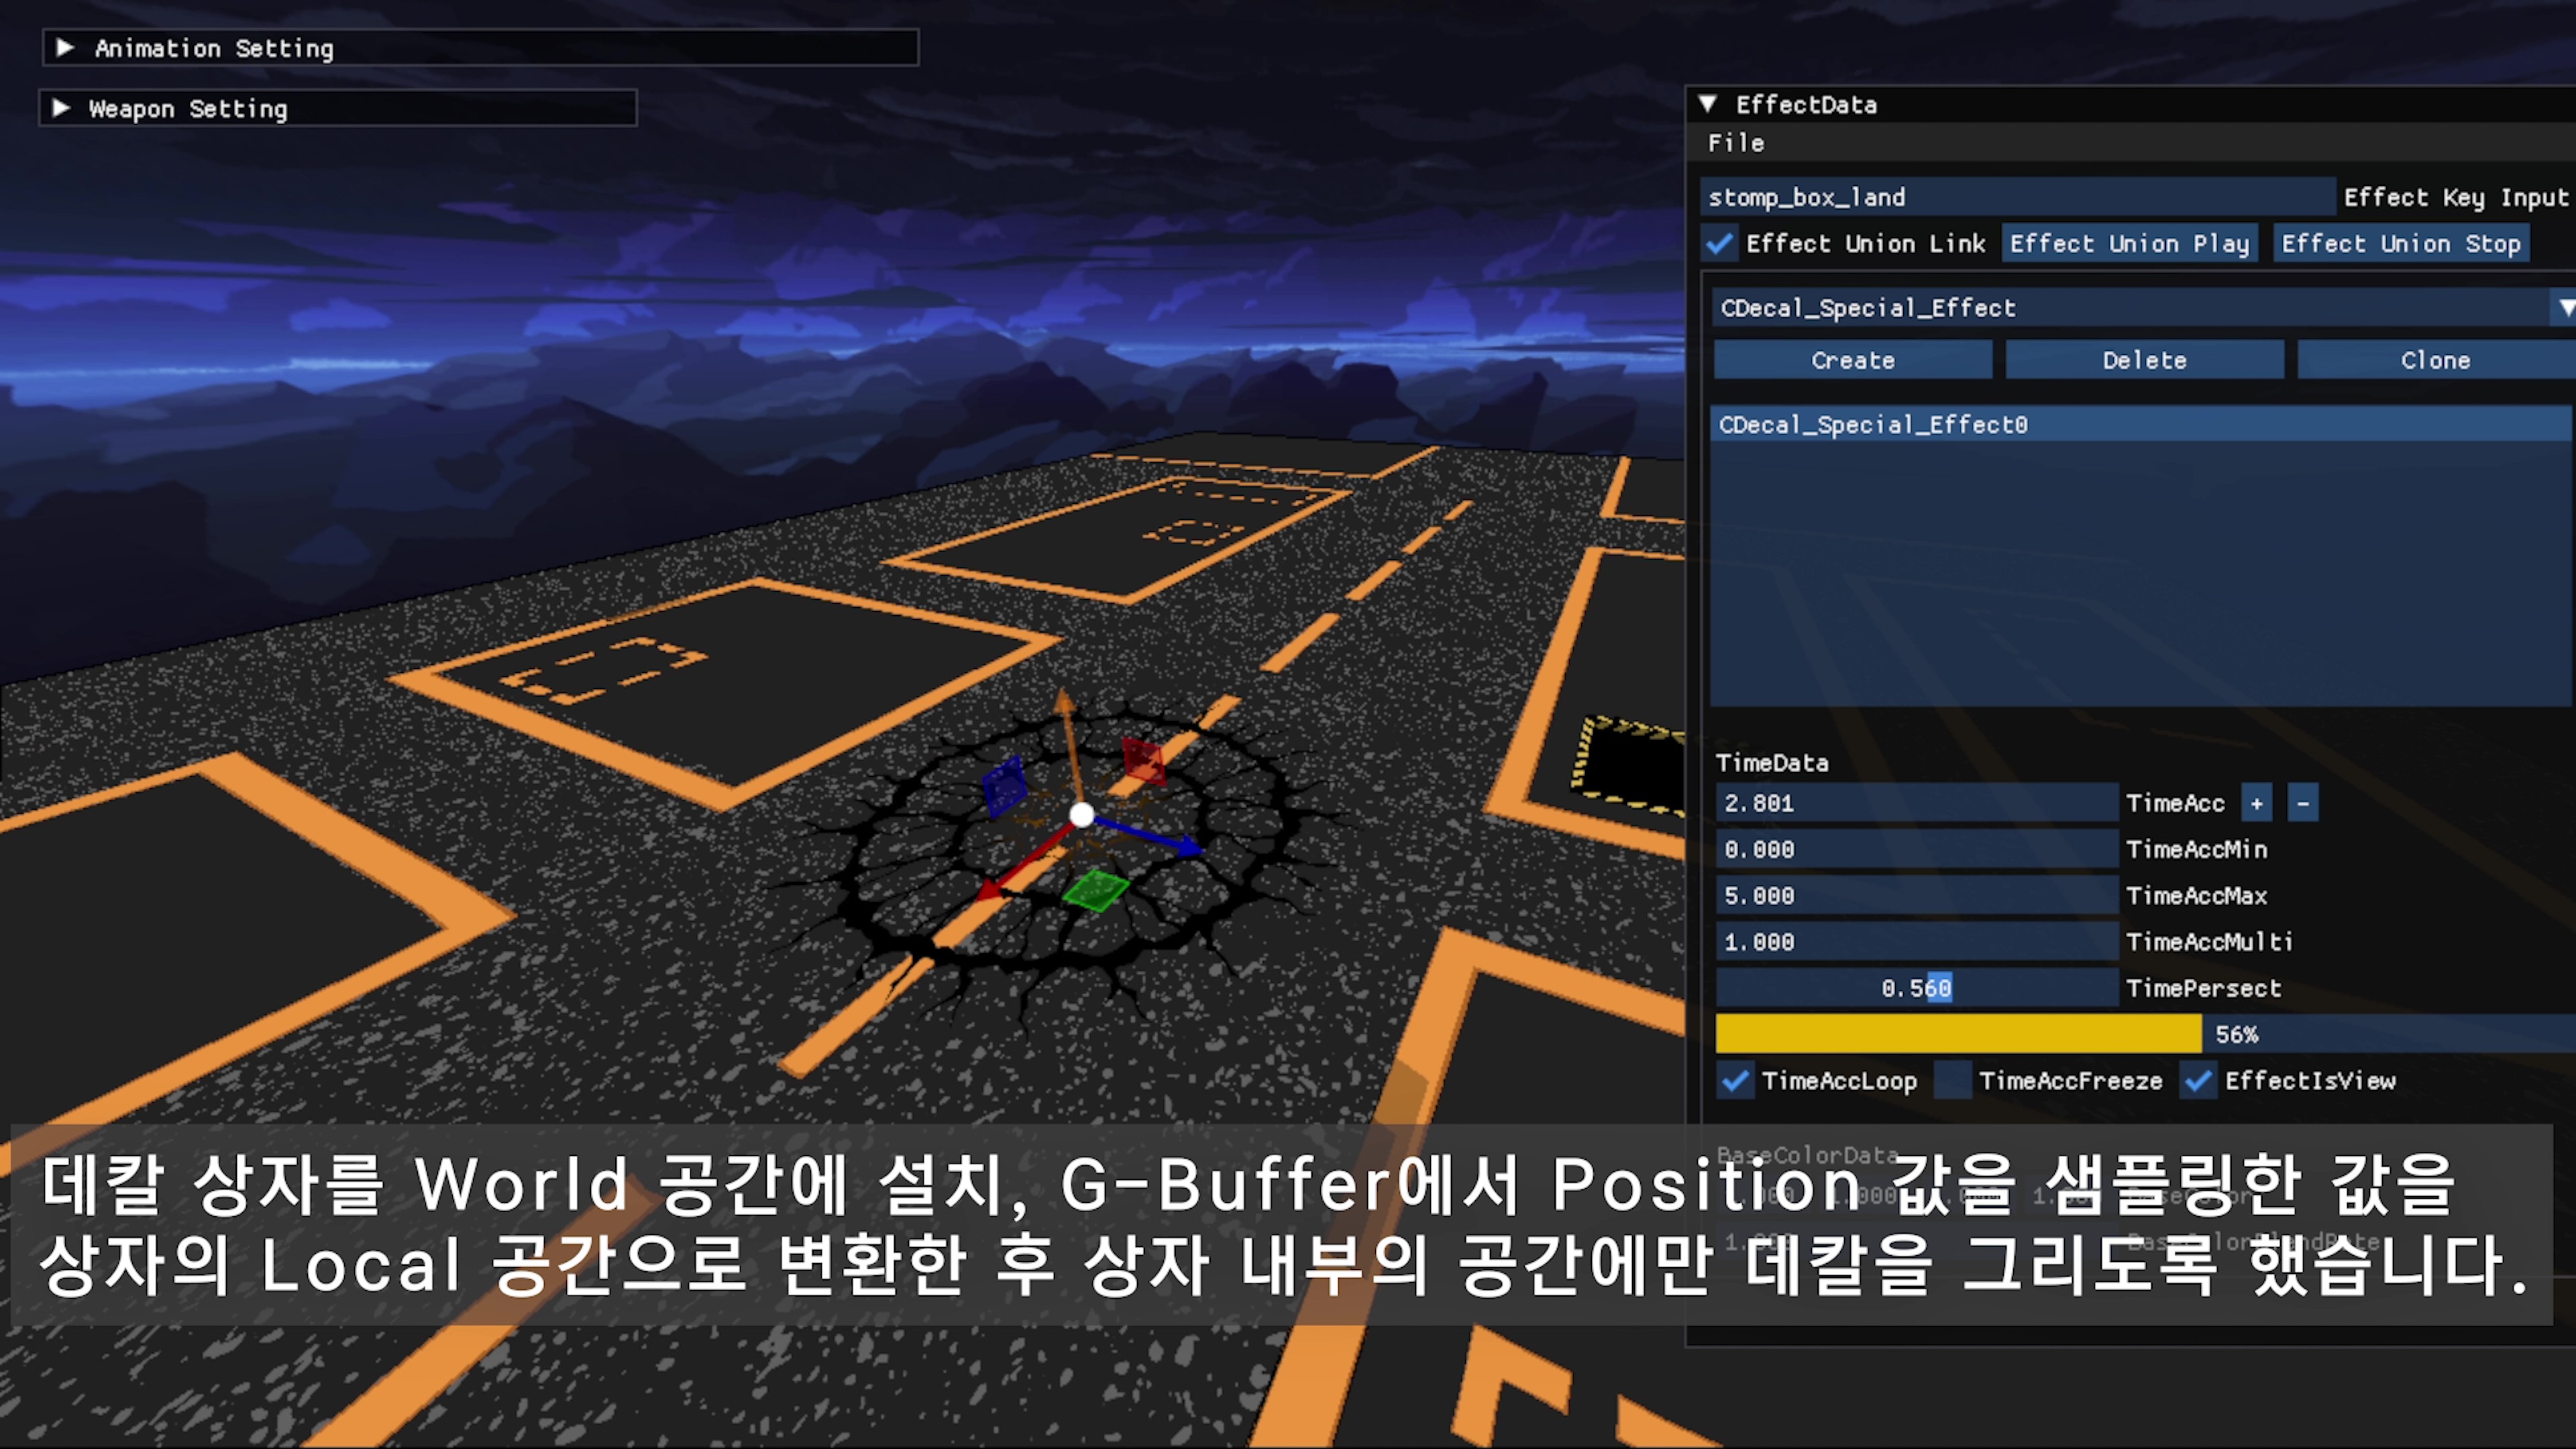 Animation Setting
Weapon Setting
EffectData
File
stomp_box_land Effect Key Input
Effect Union Link Effect Union Play Effect Union Stop
CDecal_Special_Effect
Create Delete Clone
CDecal_Special_Effect0
TimeData
2.801 TimeAcc + -
0.000 TimeAccMin
5.000 TimeAccMax
1.000 TimeAccMulti
0.560 TimePersect
56%
TimeAccLoop TimeAccFreeze EffectIsView
BaseColorData
데칼 상자를 World 공간에 설치, G-Buffer에서 Position 값을 샘플링한 값을
상자의 Local 공간으로 변환한 후 상자 내부의 공간에만 데칼을 그리도록 했습니다.